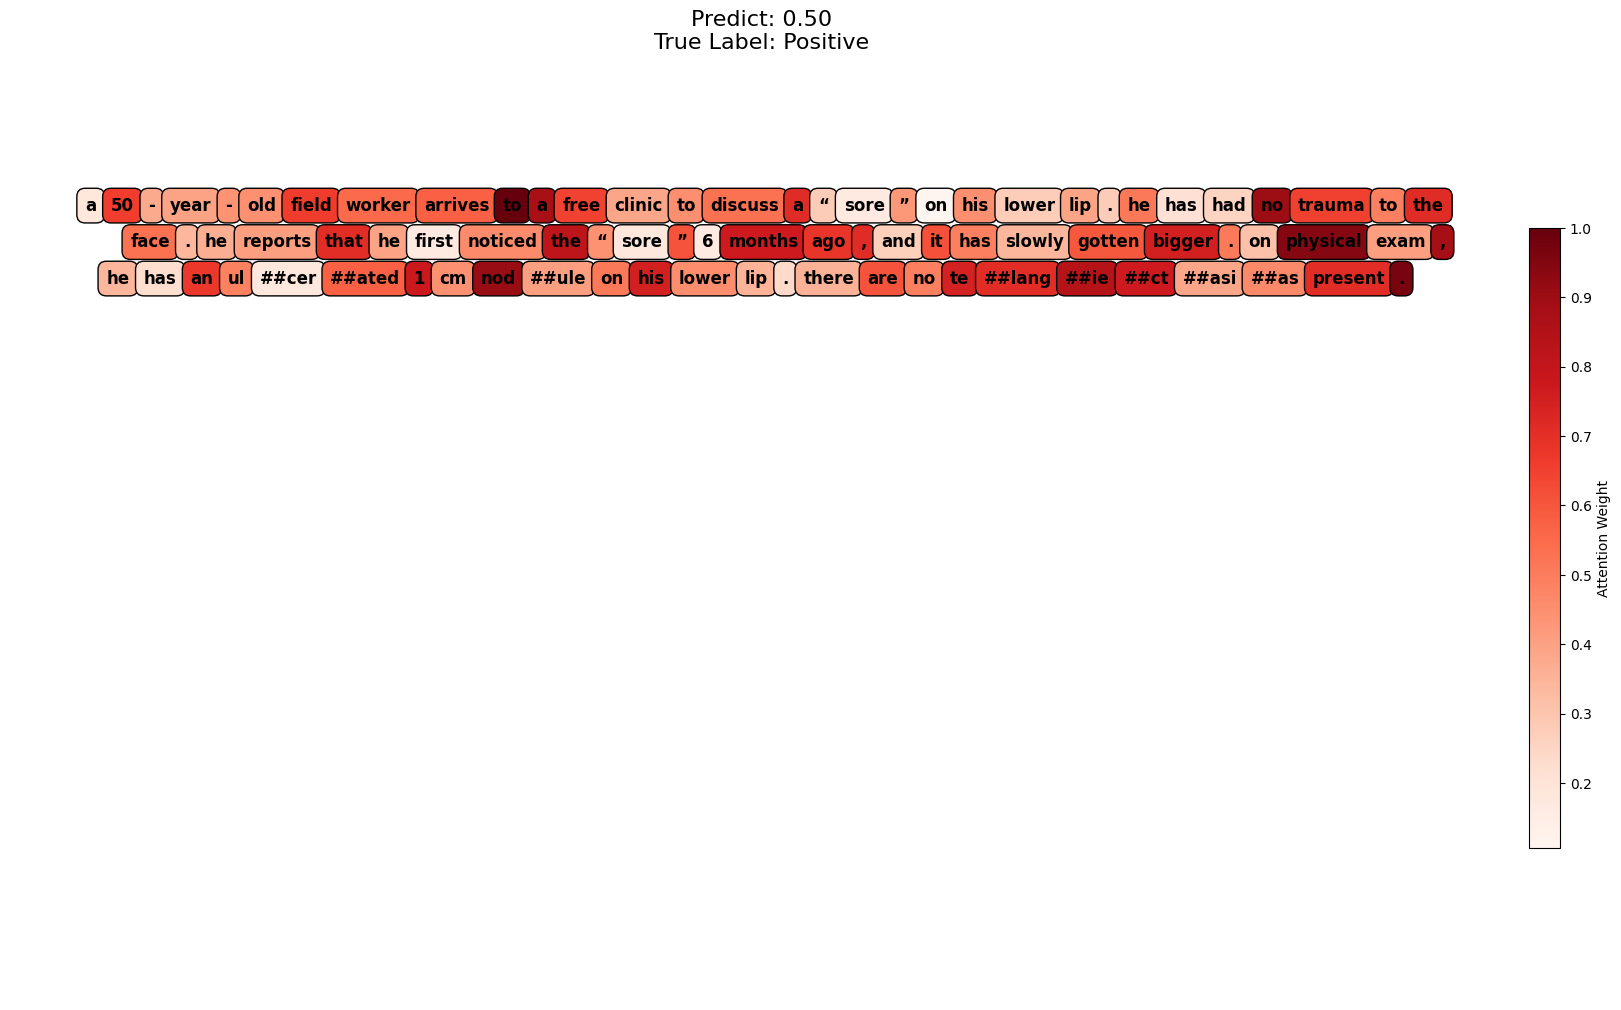 Predict: 0.50
True Label: Positive
a 50 - year - old field worker arrives to a free clinic to discuss a “ sore ” on his lower lip . he has had no trauma to the
face . he reports that he first noticed the “ sore ” 6 months ago , and it has slowly gotten bigger . on physical exam ,
he has an ul ##cer ##ated 1 cm nod ##ule on his lower lip . there are no te ##lang ##ie ##ct ##asi ##as present .
1.0
0.9
0.8
0.7
0.6
0.5
0.4
0.3
0.2
Attention Weight